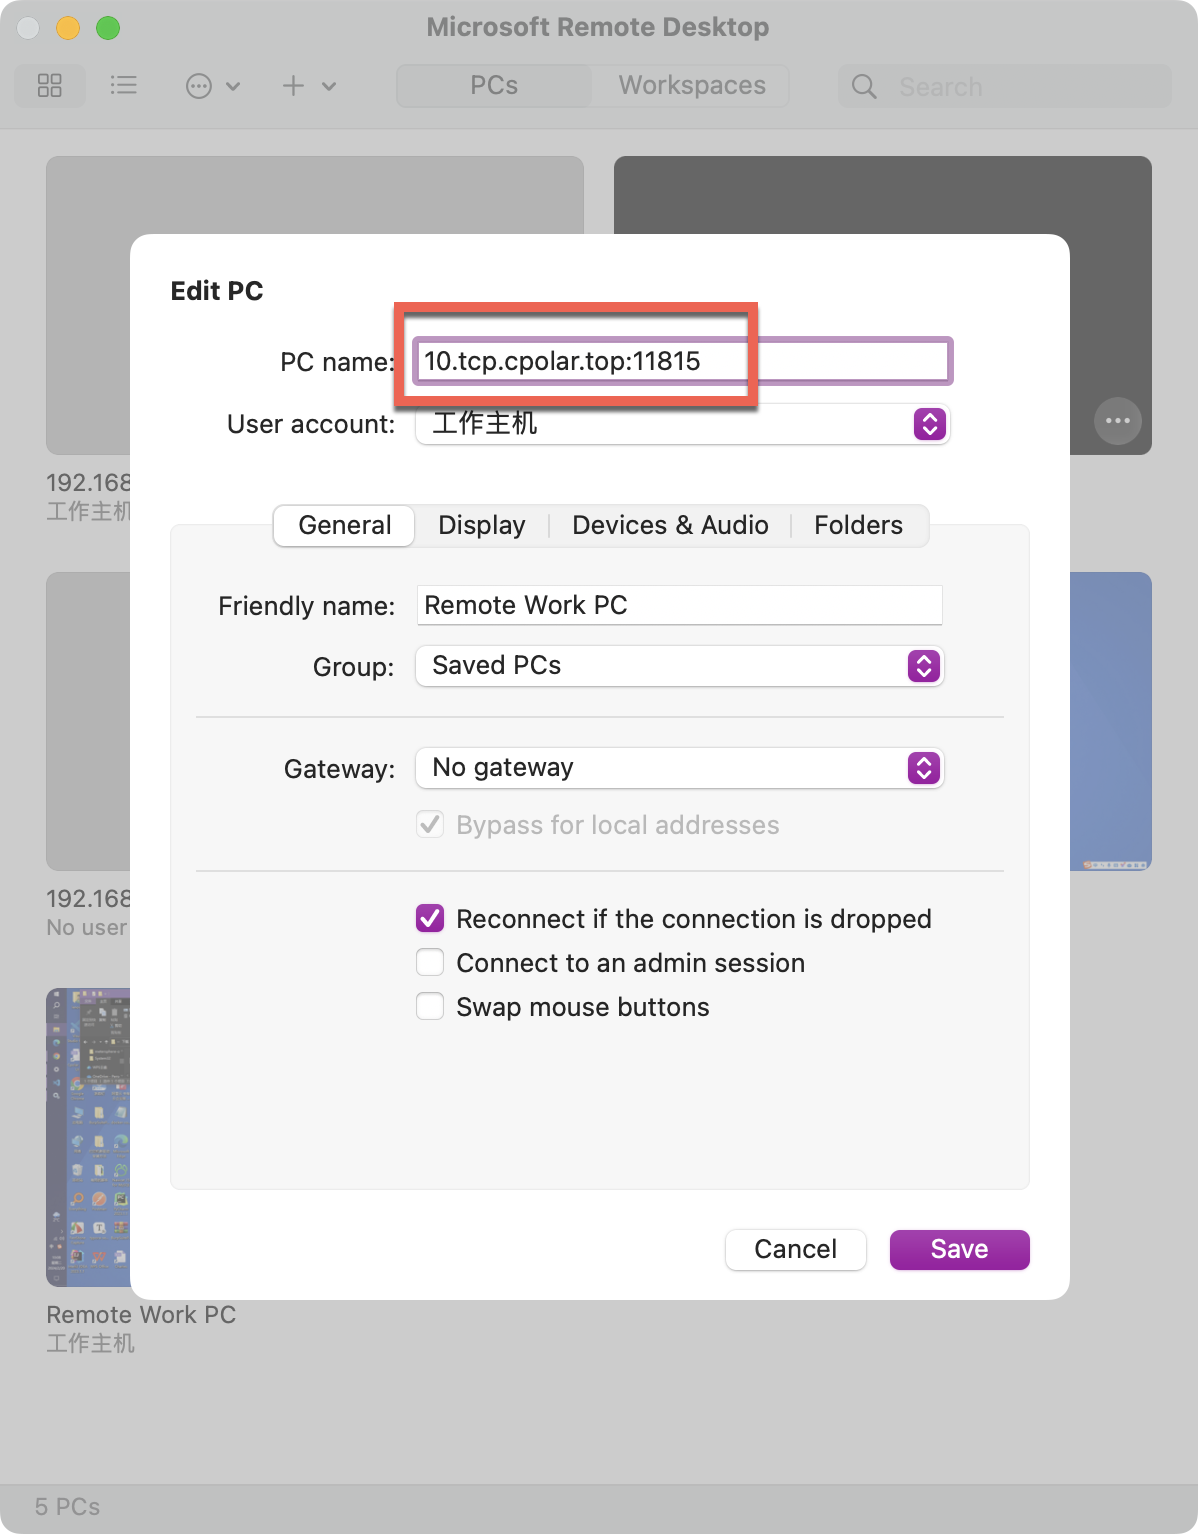 Microsoft Remote Desktop
PCs
Workspaces
Search
Edit PC
PC name:
10.tcp.cpolar.top:11815
User account:
工作主机
General
Display
Devices & Audio
Folders
Friendly name:
Remote Work PC
Group:
Saved PCs
Gateway:
No gateway
Bypass for local addresses
Reconnect if the connection is dropped
Connect to an admin session
Swap mouse buttons
Cancel
Save
192.168
工作主机
192.168
No user
Remote Work PC
工作主机
5 PCs